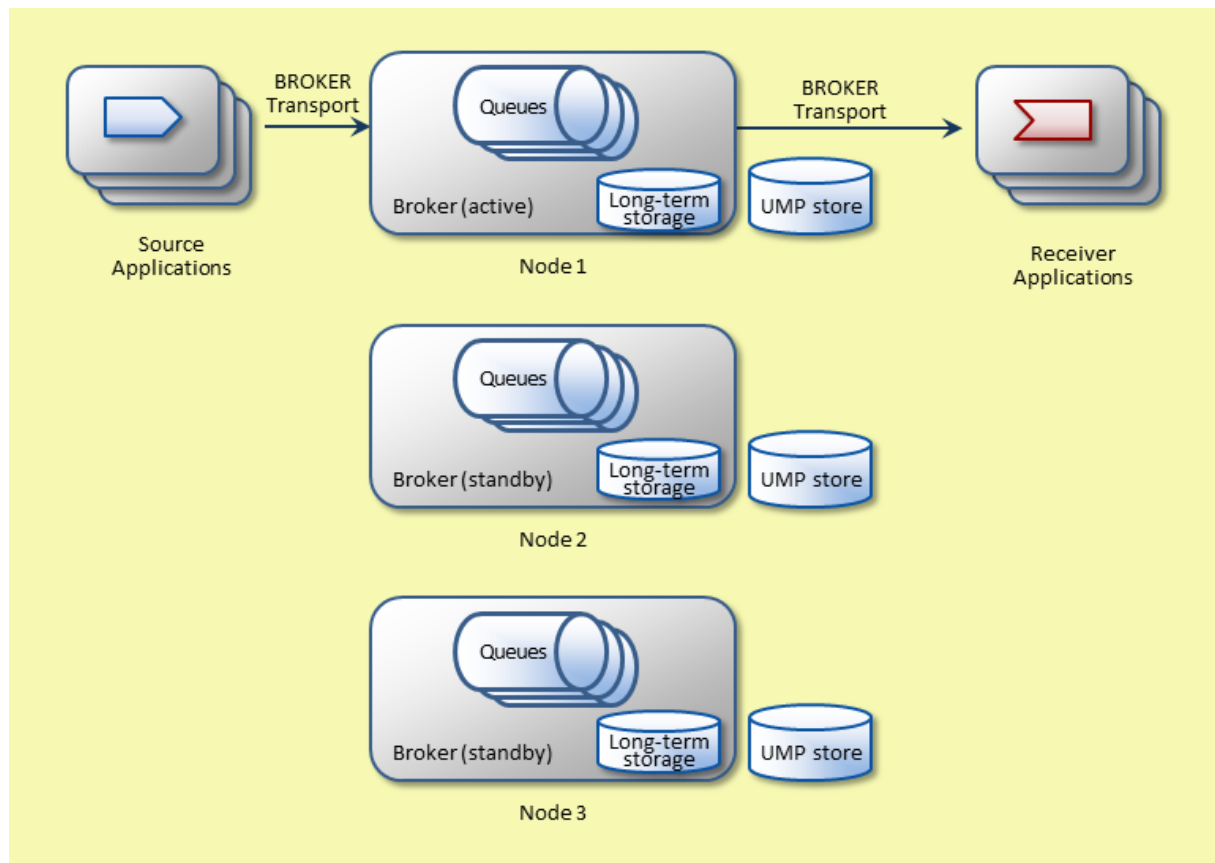 BROKER
Transport
Queues
Broker (active)
Long-term
storage
UMP store
BROKER
Transport
Source
Applications
Node 1
Receiver
Applications
Queues
Broker (standby)
Long-term
storage
UMP store
Node 2
Queues
Broker (standby)
Long-term
storage
UMP store
Node 3